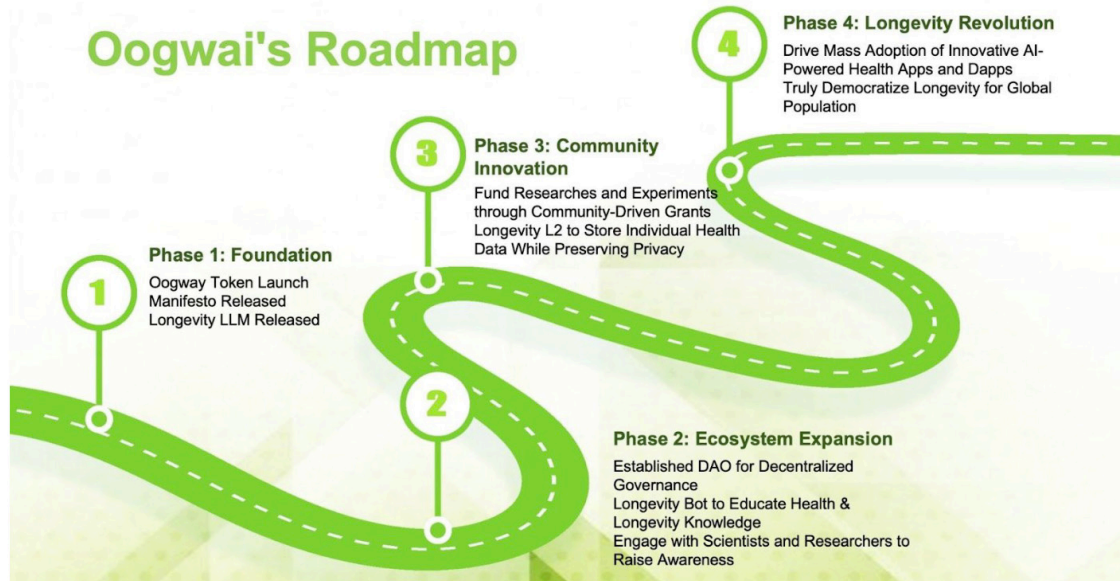 Oogwai's Roadmap
1
Phase 1: Foundation
Oogway Token Launch
Manifesto Released
Longevity LLM Released
2
Phase 2: Ecosystem Expansion
Established DAO for Decentralized
Governance
Longevity Bot to Educate Health &
Longevity Knowledge
Engage with Scientists and Researchers to
Raise Awareness
3
Phase 3: Community
Innovation
Fund Researches and Experiments
through Community-Driven Grants
Longevity L2 to Store Individual Health
Data While Preserving Privacy
4
Phase 4: Longevity Revolution
Drive Mass Adoption of Innovative AI-
Powered Health Apps and Dapps
Truly Democratize Longevity for Global
Population